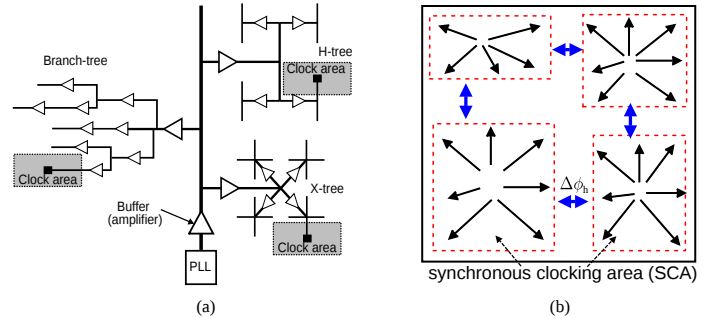 Branch-tree
H-tree
Clock area
Clock area
X-tree
Buffer
(amplifier)
Clock area
PLL
(a)
Δϕh
synchronous clocking area (SCA)
(b)